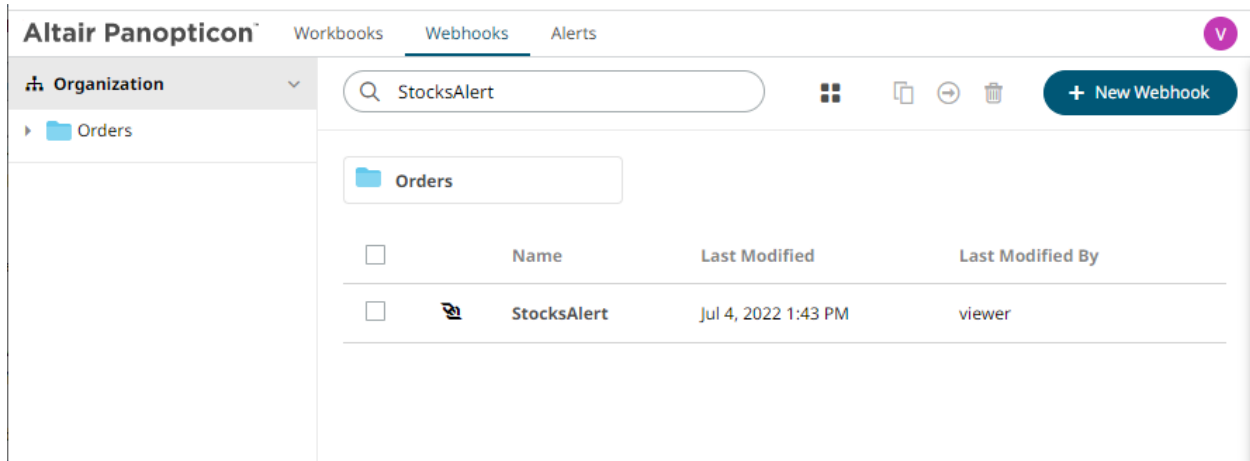 Altair Panopticon™ Workbooks Webhooks Alerts V
Organization
Orders
StocksAlert + New Webhook
Orders
Name Last Modified Last Modified By
StocksAlert Jul 4, 2022 1:43 PM viewer